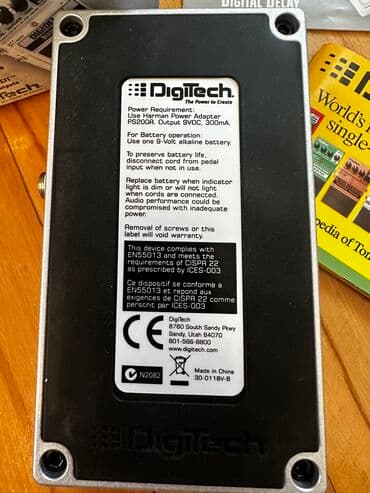 DIGITAL DELAY
DigiTech
The Power to Create
Power Requirement:
Use Harman Power Adapter
PS200R. Output 9VDC, 300mA.
For Battery operation:
Use one 9-Volt alkaline battery.
To preserve battery life,
disconnect cord from pedal
input when not in use.
Replace battery when indicator
light is dim or will not light
when cords are connected.
Audio performance could be
compromised with inadequate
power.
Removal of screws or this
label will void warranty.
This device complies with
EN55013 and meets the
requirements of CISPR 22
as prescribed by ICES-003
Ce dispositif se conforme a
EN55013 et repond aux
exigences de CISPR 22 comme
perscrit par ICES-003
CE
DigiTech
8760 South Sandy Pkwy
Sandy, Utah 84070
801-566-8800
www.digitech.com
N2082
Made in China
30-0118V-B
DigiTech
World's
single-
pedia of Ton